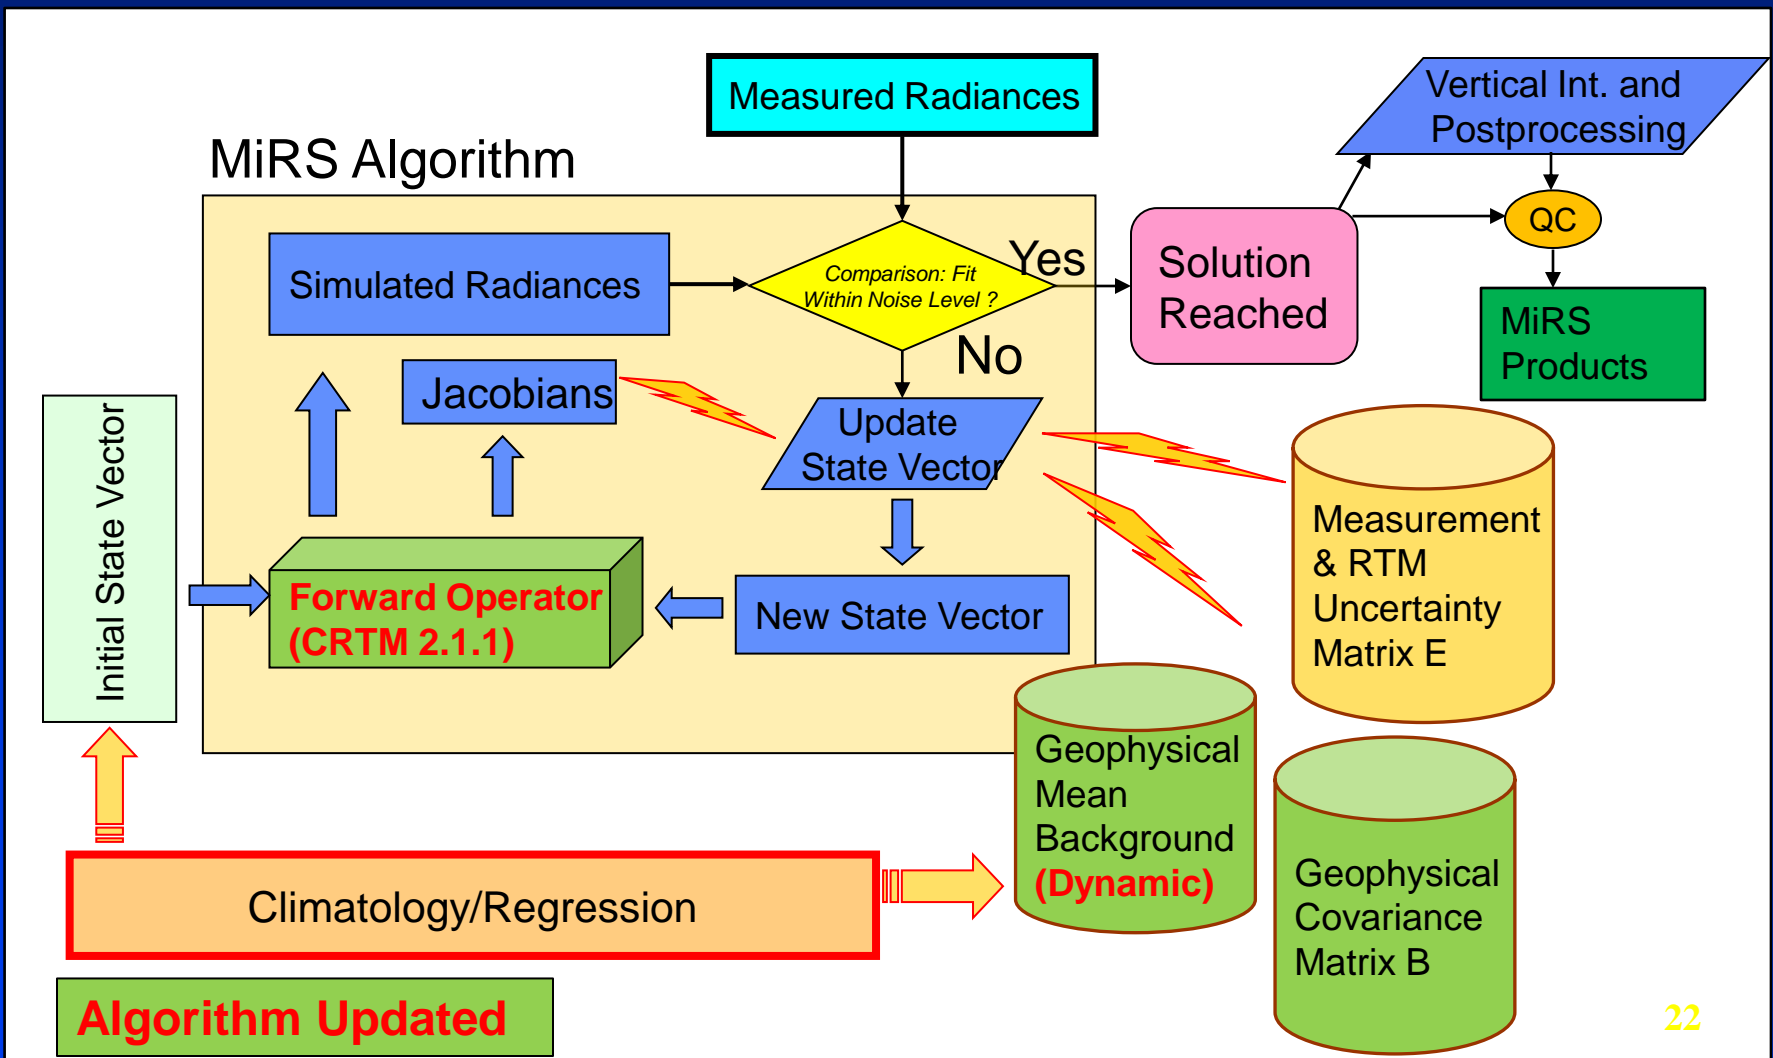 Measured Radiances
Vertical Int. and
Postprocessing
MiRS Algorithm
QC
Simulated Radiances
Comparison: Fit
Within Noise Level ?
Yes
Solution
Reached
MiRS
Products
No
Jacobians
Update
State Vector
Initial State Vector
Measurement
& RTM
Uncertainty
Matrix E
Forward Operator
(CRTM 2.1.1)
New State Vector
Geophysical
Mean
Background
(Dynamic)
Geophysical
Covariance
Matrix B
Climatology/Regression
Algorithm Updated
22